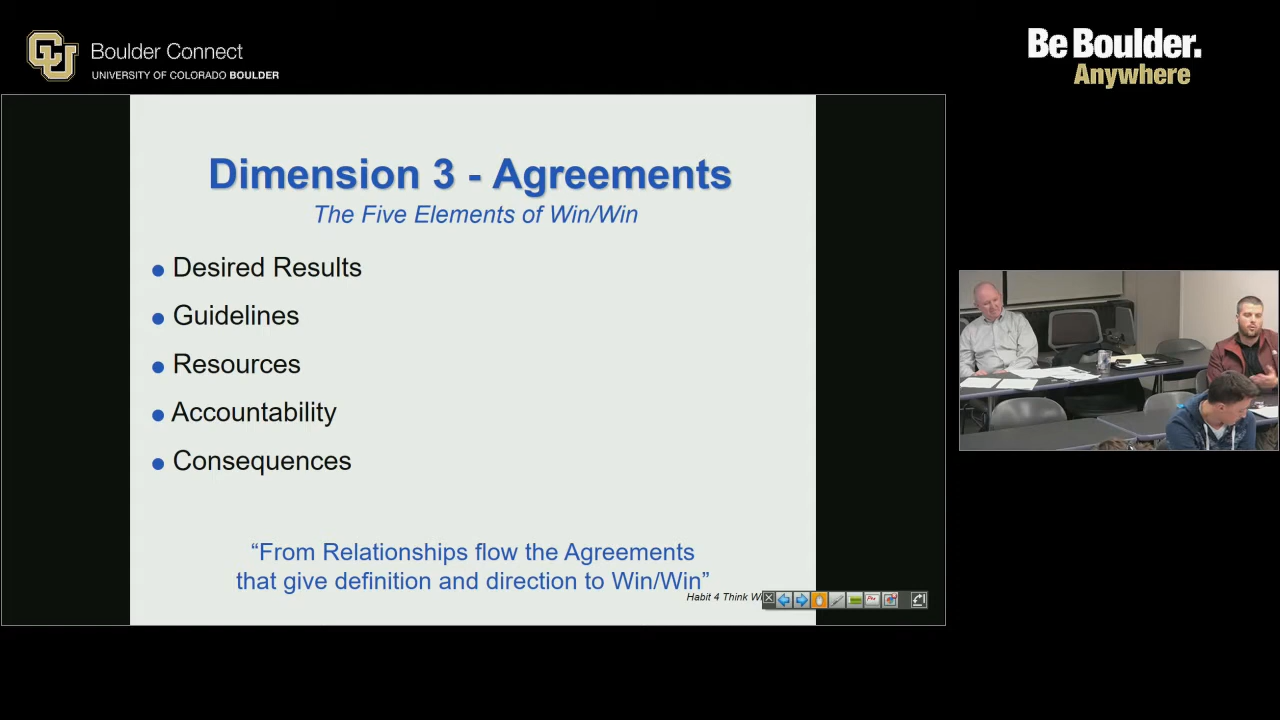 CU
Boulder Connect
UNIVERSITY OF COLORADO BOULDER
Be Boulder.
Anywhere
Dimension 3 - Agreements
The Five Elements of Win/Win
Desired Results
Guidelines
Resources
Accountability
Consequences
“From Relationships flow the Agreements
that give definition and direction to Win/Win”
Habit 4 Think